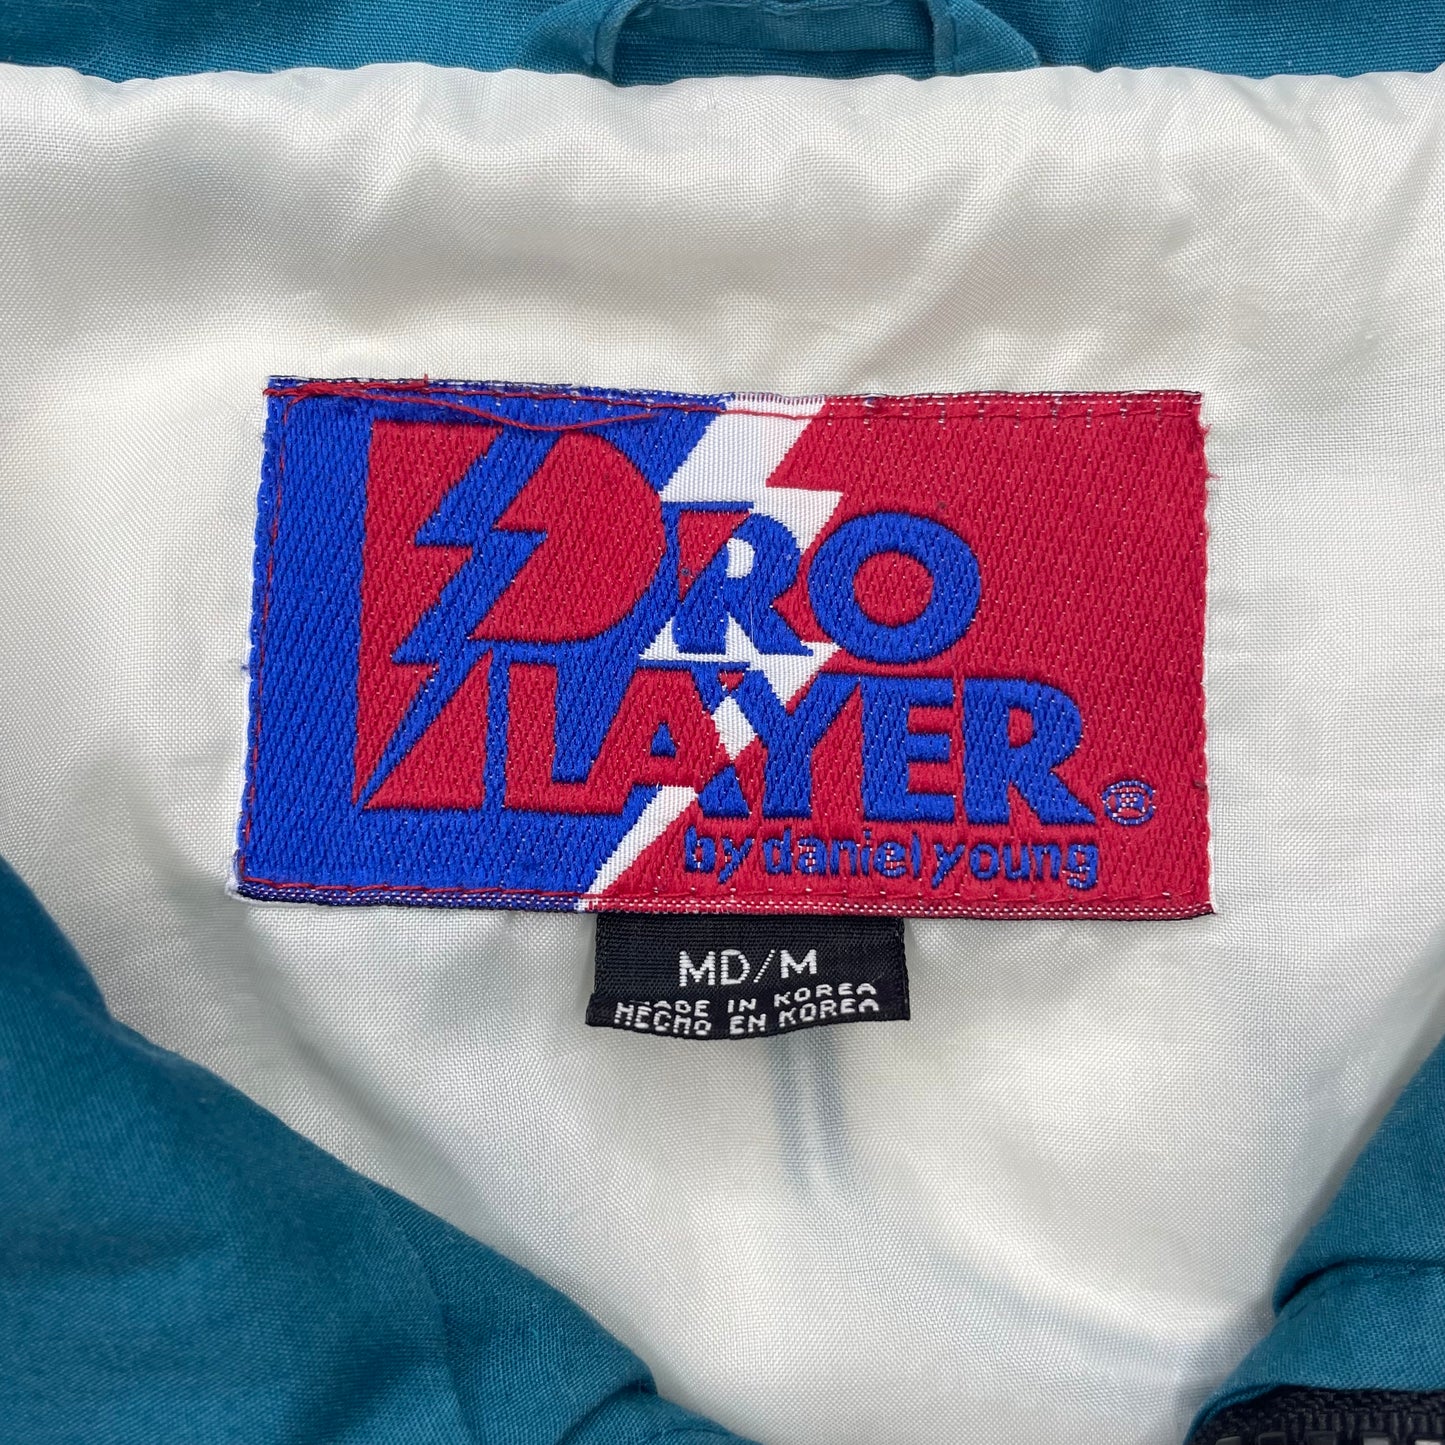 PRO
PLAYER®
by daniel young
MD/M
MADE IN KOREA
HECHO EN KOREA